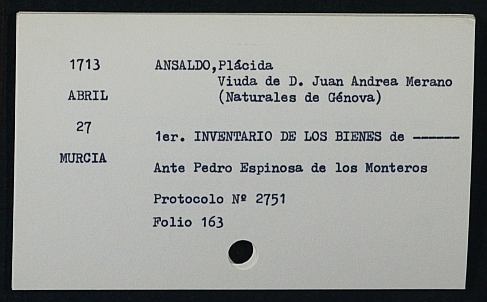 1713
ANSALDO,Plácida
Viuda de D. Juan Andrea Merano
ABRIL
(Naturales de Génova)
27
1er. INVENTARIO DE LOS BIENES de ------
MURCIA
Ante Pedro Espinosa de los Monteros
Protocolo Nº 2751
Folio 163